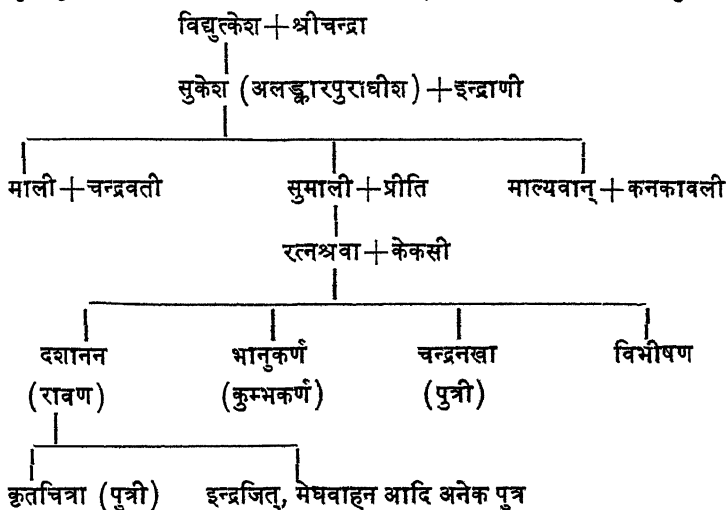 विद्युत्केश+श्रीचन्द्रा
सुकेश (अलङ्कारपुराधीश)+इन्द्राणी
माली+चन्द्रवती सुमाली+प्रीति माल्यवान्+कनकावली
रत्नश्रवा+केकसी
दशानन भानुकर्ण चन्द्रनखा विभीषण
(रावण) (कुम्भकर्ण) (पुत्री)
कृतचित्रा (पुत्री) इन्द्रजित्, मेघवाहन आदि अनेक पुत्र